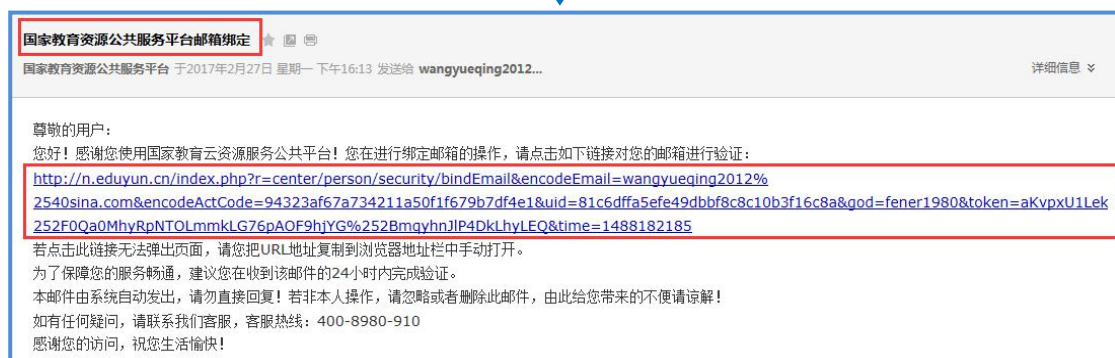 国家教育资源公共服务平台邮箱绑定
国家教育资源公共服务平台 于2017年2月27日 星期一 下午16:13 发送给 wangyueqing2012...
详细信息
尊敬的用户：
您好！感谢您使用国家教育云资源服务公共平台！您在进行绑定邮箱的操作，请点击如下链接对您的邮箱进行验证：
http://n.eduyun.cn/index.php?r=center/person/security/bindEmail&encodeEmail=wangyueqing2012%
2540sina.com&encodeActCode=94323af67a734211a50f1f679b7df4e1&uid=81c6dffa5efe49dbbf8c8c10b3f16c8a&god=fener1980&token=aKvpxU1Lek
252F0Qa0MhyRpNTOLmmkLG76pAOF9hjYG%252BmqyhnJlP4DkLhyLEQ&time=1488182185
若点击此链接无法弹出页面，请您把URL地址复制到浏览器地址栏中手动打开。
为了保障您的服务畅通，建议您在收到该邮件的24小时内完成验证。
本邮件由系统自动发出，请勿直接回复！若非本人操作，请忽略或者删除此邮件，由此给您带来的不便请谅解！
如有任何疑问，请联系我们客服，客服热线：400-8980-910
感谢您的访问，祝您生活愉快！